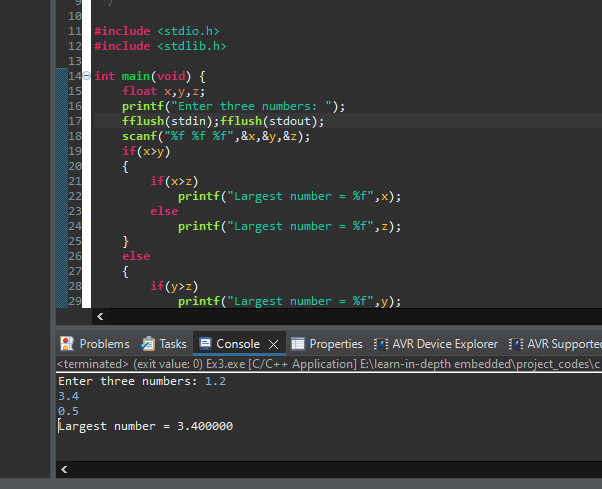 9 */
10
11 #include <stdio.h>
12 #include <stdlib.h>
13
14 int main(void) {
15     float x,y,z;
16     printf("Enter three numbers: ");
17     fflush(stdin);fflush(stdout);
18     scanf("%f %f %f",&x,&y,&z);
19     if(x>y)
20     {
21         if(x>z)
22             printf("Largest number = %f",x);
23         else
24             printf("Largest number = %f",z);
25     }
26     else
27     {
28         if(y>z)
29             printf("Largest number = %f",y);
Problems Tasks Console Properties AVR Device Explorer AVR Supported
<terminated> (exit value: 0) Ex3.exe [C/C++ Application] E:\learn-in-depth embedded\project_codes\c
Enter three numbers: 1.2
3.4
0.5
Largest number = 3.400000